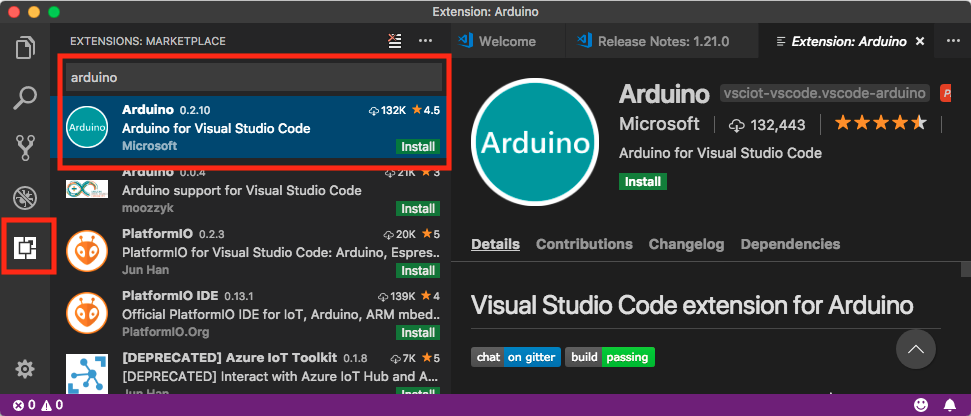 Extension: Arduino
EXTENSIONS: MARKETPLACE
arduino
Arduino
Arduino 0.2.10 132K 4.5
Arduino for Visual Studio Code
Microsoft Install
Arduino 0.0.4 21K 3
Arduino support for Visual Studio Code
moozzyk Install
PlatformIO 0.2.3 20K 5
PlatformIO for Visual Studio Code: Arduino, Espres..
Jun Han Install
PlatformIO IDE 0.13.1 139K 4
Official PlatformIO IDE for IoT, Arduino, ARM mbed...
PlatformIO.Org Install
[DEPRECATED] Azure IoT Toolkit 0.1.8 7K 5
[DEPRECATED] Interact with Azure IoT Hub and A...
Jun Han Install
Welcome Release Notes: 1.21.0 Extension: Arduino
Arduino
Arduino vsciot-vscode.vscode-arduino P
Microsoft 132,443
Arduino for Visual Studio Code
Install
Details Contributions Changelog Dependencies
Visual Studio Code extension for Arduino
chat on gitter build passing
0 0